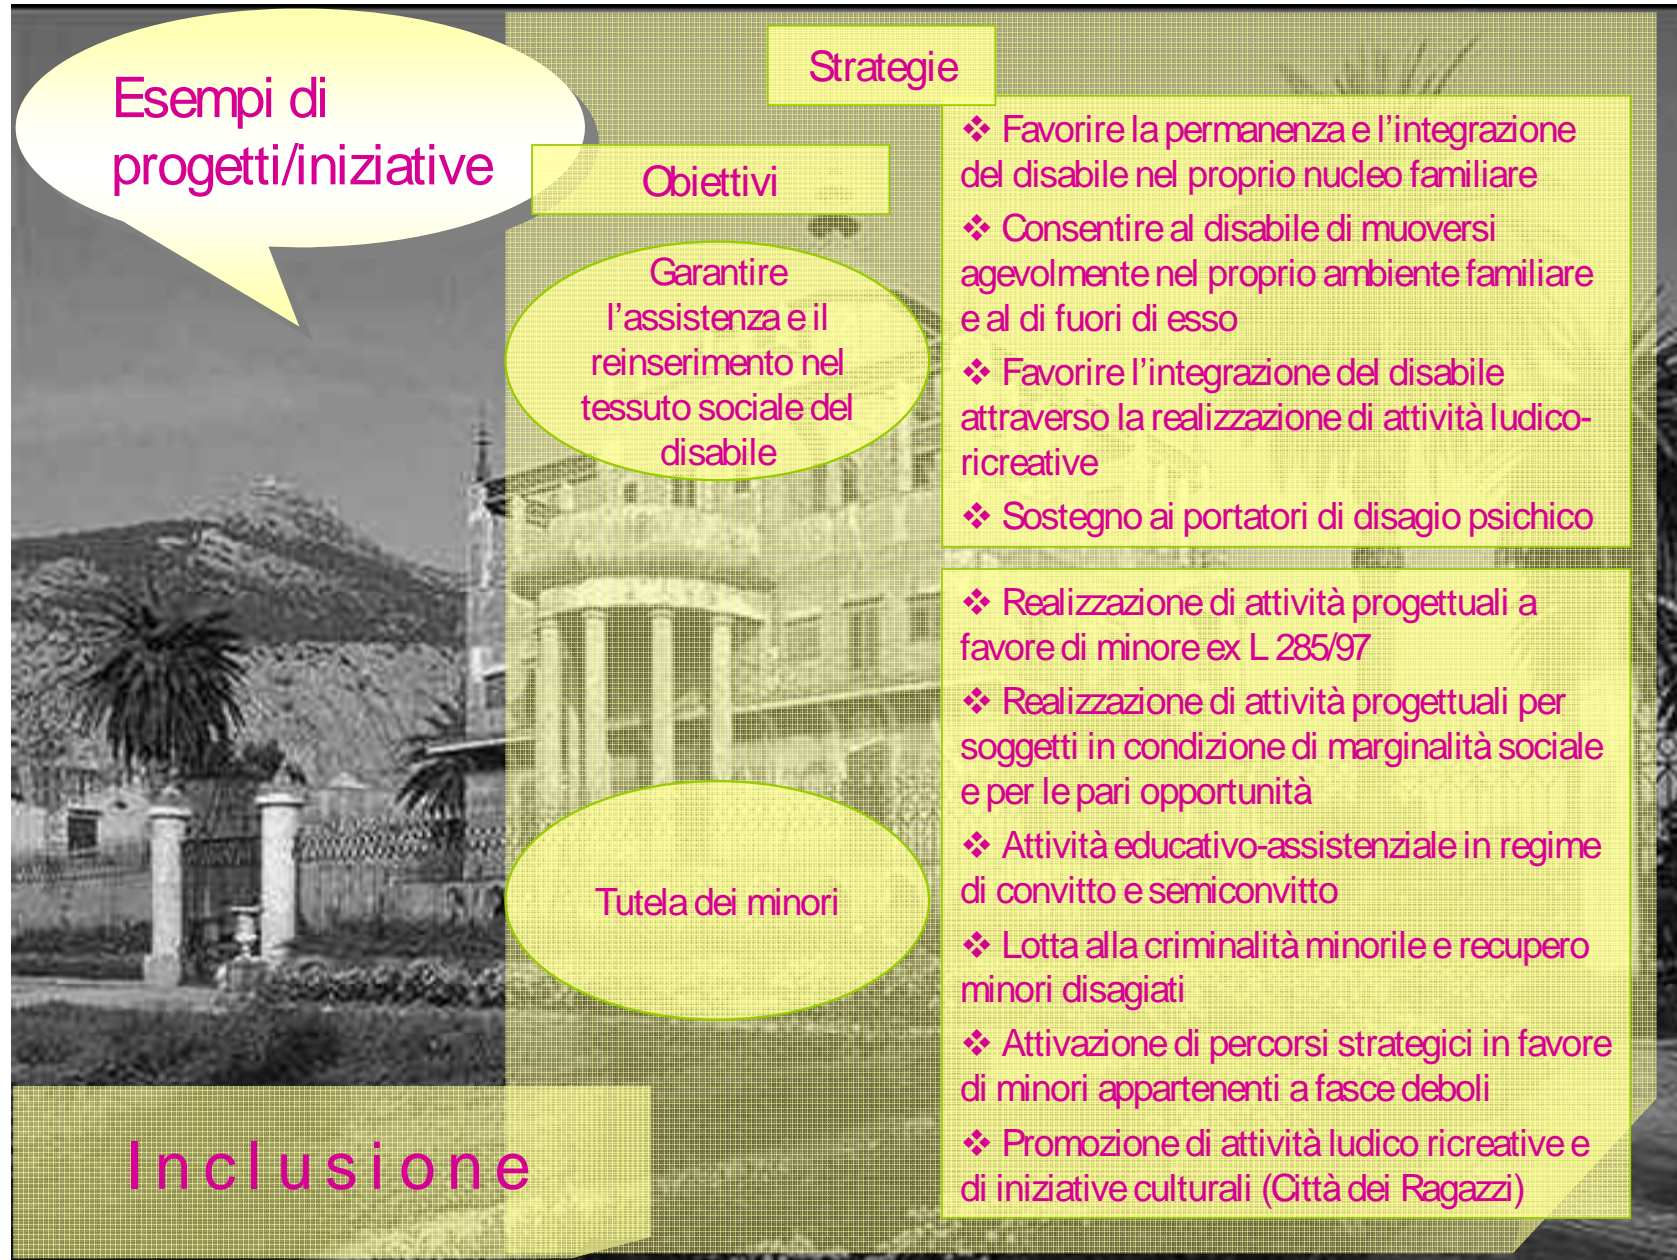 Esempi di
progetti/iniziative
Strategie
Obiettivi
Garantire
l'assistenza e il
reinserimento nel
tessuto sociale del
disabile
❖ Favorire la permanenza e l'integrazione
del disabile nel proprio nucleo familiare
❖ Consentire al disabile di muoversi
agevolmente nel proprio ambiente familiare
e al di fuori di esso
❖ Favorire l'integrazione del disabile
attraverso la realizzazione di attività ludico-
ricreative
❖ Sostegno ai portatori di disagio psichico
Tutela dei minori
❖ Realizzazione di attività progettuali a
favore di minore ex L 285/97
❖ Realizzazione di attività progettuali per
soggetti in condizione di marginalità sociale
e per le pari opportunità
❖ Attività educativo-assistenziale in regime
di convitto e semiconvitto
❖ Lotta alla criminalità minorile e recupero
minori disagiati
❖ Attivazione di percorsi strategici in favore
di minori appartenenti a fasce deboli
❖ Promozione di attività ludico ricreative e
di iniziative culturali (Città dei Ragazzi)
Inclusione